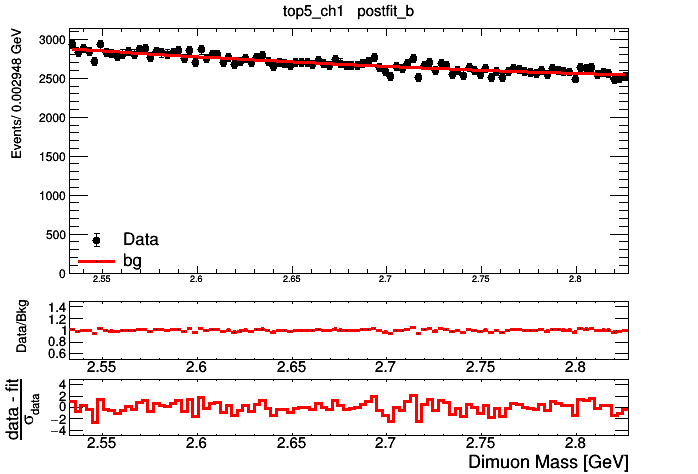 top5_ch1 postfit_b
Events/ 0.002948 GeV
3000
2500
2000
1500
1000
500
0
Data
bg
2.55 2.6 2.65 2.7 2.75 2.8
Data/Bkg
1.4
1.2
1
0.8
0.6
2.55 2.6 2.65 2.7 2.75 2.8
data - fit
σdata
4
2
0
−2
−4
2.55 2.6 2.65 2.7 2.75 2.8
Dimuon Mass [GeV]